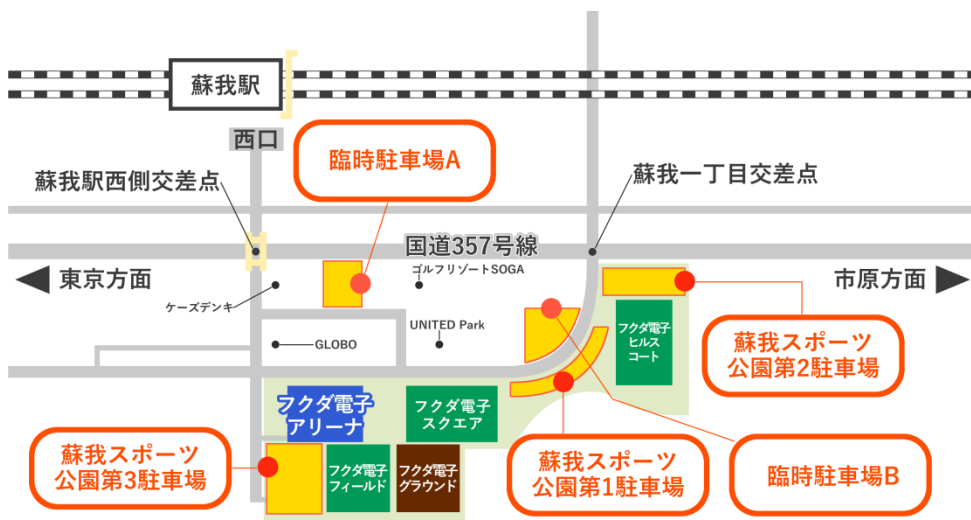 蘇我駅
西口
臨時駐車場A
蘇我駅西側交差点
蘇我一丁目交差点
国道357号線
東京方面
ゴルフリゾートSOGA
市原方面
ケーズデンキ
UNITED Park
GLOBO
フクダ電子
ヒルス
コート
蘇我スポーツ
公園第2駐車場
フクダ電子
アリーナ
フクダ電子
スクエア
蘇我スポーツ
公園第3駐車場
フクダ電子
フィールド
フクダ電子
グラウンド
蘇我スポーツ
公園第1駐車場
臨時駐車場B